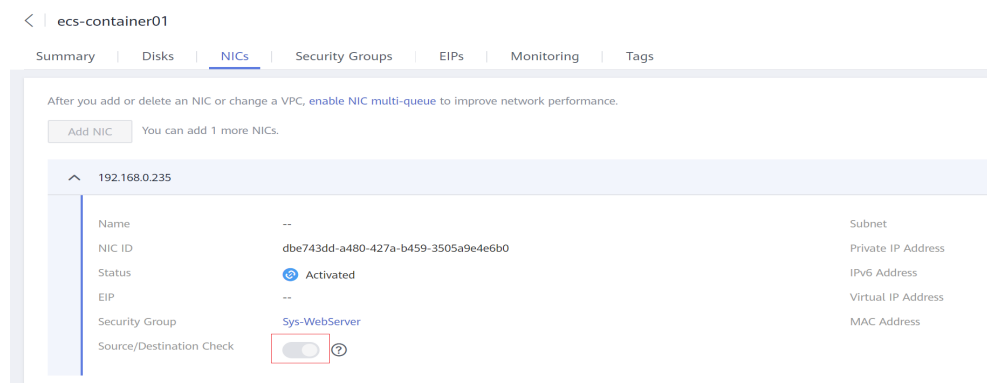 ecs-container01
Summary Disks NICs Security Groups EIPs Monitoring Tags
After you add or delete an NIC or change a VPC, enable NIC multi-queue to improve network performance.
Add NIC You can add 1 more NICs.
192.168.0.235
Name -- Subnet
NIC ID dbe743dd-a480-427a-b459-3505a9e4e6b0 Private IP Address
Status Activated IPv6 Address
EIP -- Virtual IP Address
Security Group Sys-WebServer MAC Address
Source/Destination Check ?